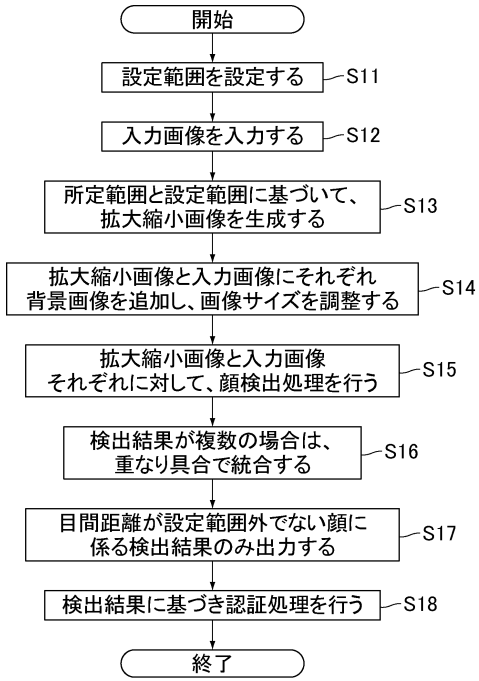 開始
設定範囲を設定する
S11
入力画像を入力する
S12
所定範囲と設定範囲に基づいて、
拡大縮小画像を生成する
S13
拡大縮小画像と入力画像にそれぞれ
背景画像を追加し、画像サイズを調整する
S14
拡大縮小画像と入力画像
それぞれに対して、顔検出処理を行う
S15
検出結果が複数の場合は、
重なり具合で統合する
S16
目間距離が設定範囲外でない顔に
係る検出結果のみ出力する
S17
検出結果に基づき認証処理を行う
S18
終了